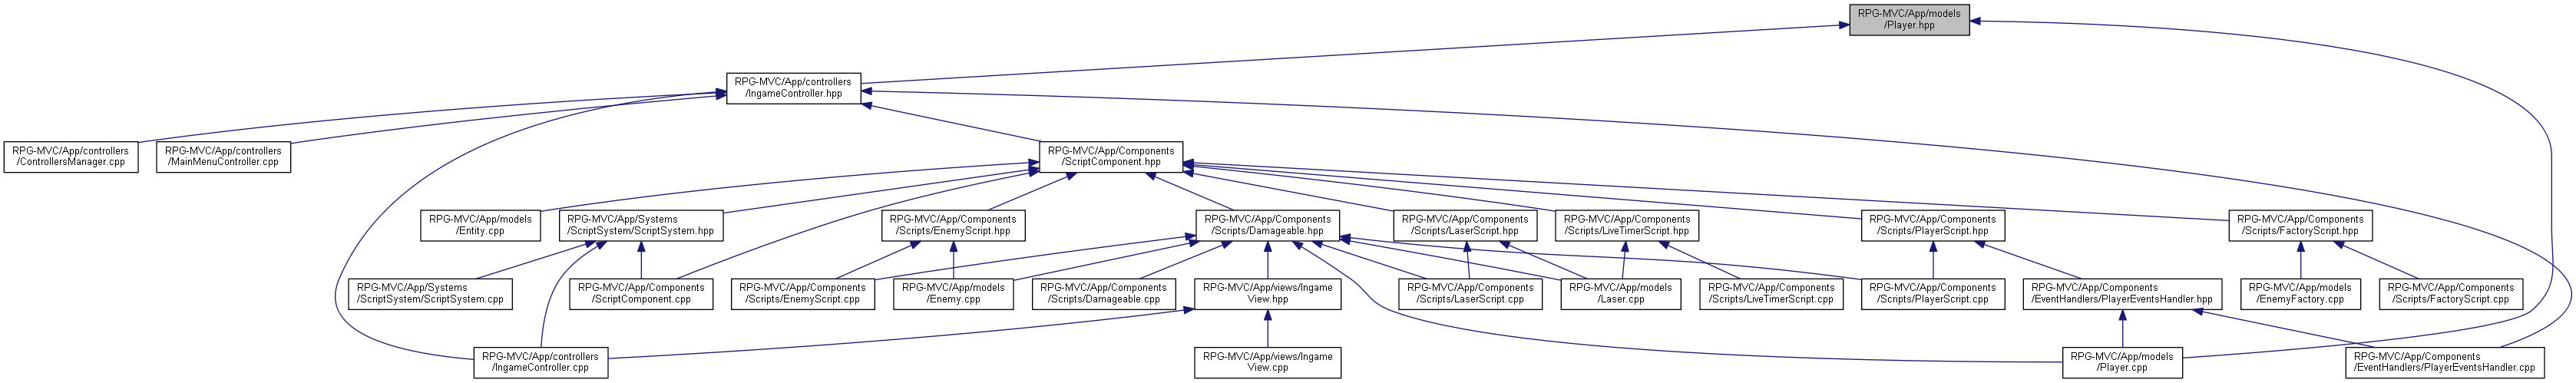 RPG-MVC/App/models
/Player.hpp
RPG-MVC/App/controllers
/IngameController.hpp
RPG-MVC/App/controllers
/ControllersManager.cpp
RPG-MVC/App/controllers
/MainMenuController.cpp
RPG-MVC/App/Components
/ScriptComponent.hpp
RPG-MVC/App/models
/Entity.cpp
RPG-MVC/App/Systems
/ScriptSystem/ScriptSystem.hpp
RPG-MVC/App/Components
/Scripts/EnemyScript.hpp
RPG-MVC/App/Components
/Scripts/Damageable.hpp
RPG-MVC/App/Components
/Scripts/LaserScript.hpp
RPG-MVC/App/Components
/Scripts/LiveTimerScript.hpp
RPG-MVC/App/Components
/Scripts/PlayerScript.hpp
RPG-MVC/App/Components
/Scripts/FactoryScript.hpp
RPG-MVC/App/Systems
/ScriptSystem/ScriptSystem.cpp
RPG-MVC/App/Components
/ScriptComponent.cpp
RPG-MVC/App/Components
/Scripts/EnemyScript.cpp
RPG-MVC/App/models
/Enemy.cpp
RPG-MVC/App/Components
/Scripts/Damageable.cpp
RPG-MVC/App/views/Ingame
View.hpp
RPG-MVC/App/Components
/Scripts/LaserScript.cpp
RPG-MVC/App/models
/Laser.cpp
RPG-MVC/App/Components
/Scripts/LiveTimerScript.cpp
RPG-MVC/App/Components
/Scripts/PlayerScript.cpp
RPG-MVC/App/Components
/EventHandlers/PlayerEventsHandler.hpp
RPG-MVC/App/models
/EnemyFactory.cpp
RPG-MVC/App/Components
/Scripts/FactoryScript.cpp
RPG-MVC/App/controllers
/IngameController.cpp
RPG-MVC/App/views/Ingame
View.cpp
RPG-MVC/App/models
/Player.cpp
RPG-MVC/App/Components
/EventHandlers/PlayerEventsHandler.cpp